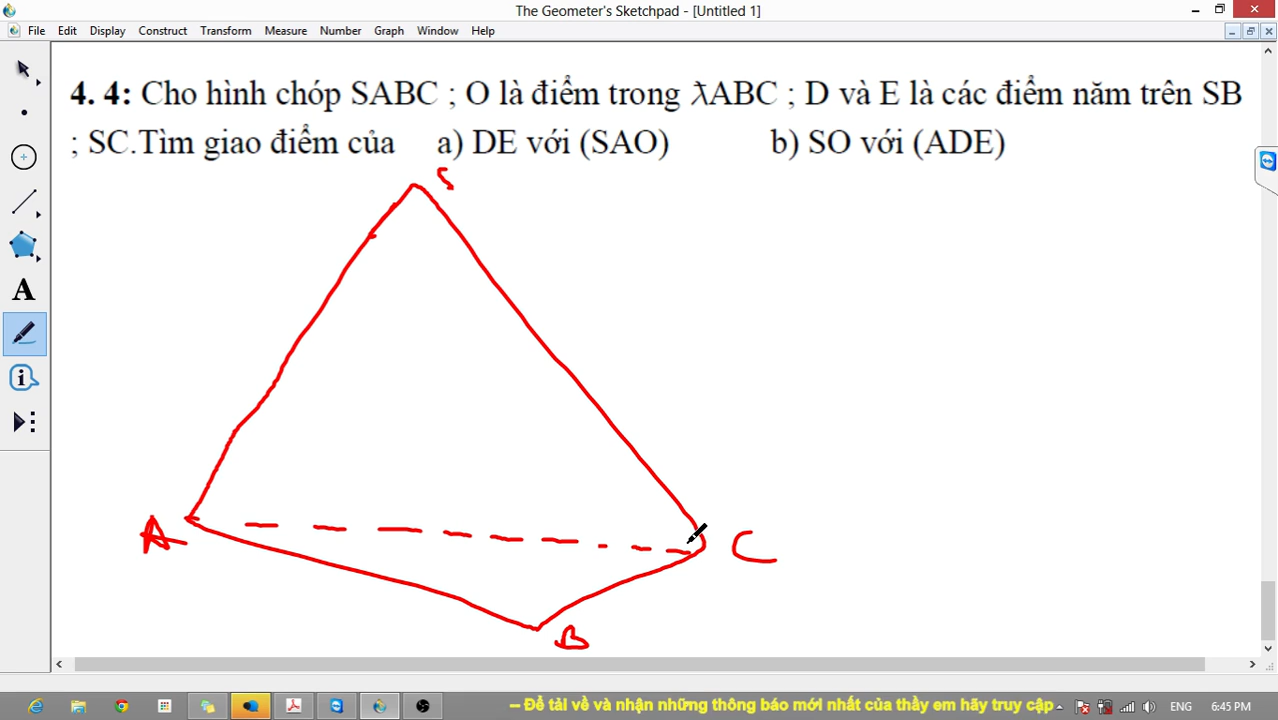 The Geometer's Sketchpad - [Untitled 1]
File Edit Display Construct Transform Measure Number Graph Window Help
4. 4: Cho hình chóp SABC ; O là điểm trong ƛABC ; D và E là các điểm năm trên SB
; SC.Tìm giao điểm của a) DE với (SAO) b) SO với (ADE)
S
A
C
B
-- Để tải về và nhận những thông báo mới nhất của thầy em hãy truy cập ENG 6:45 PM